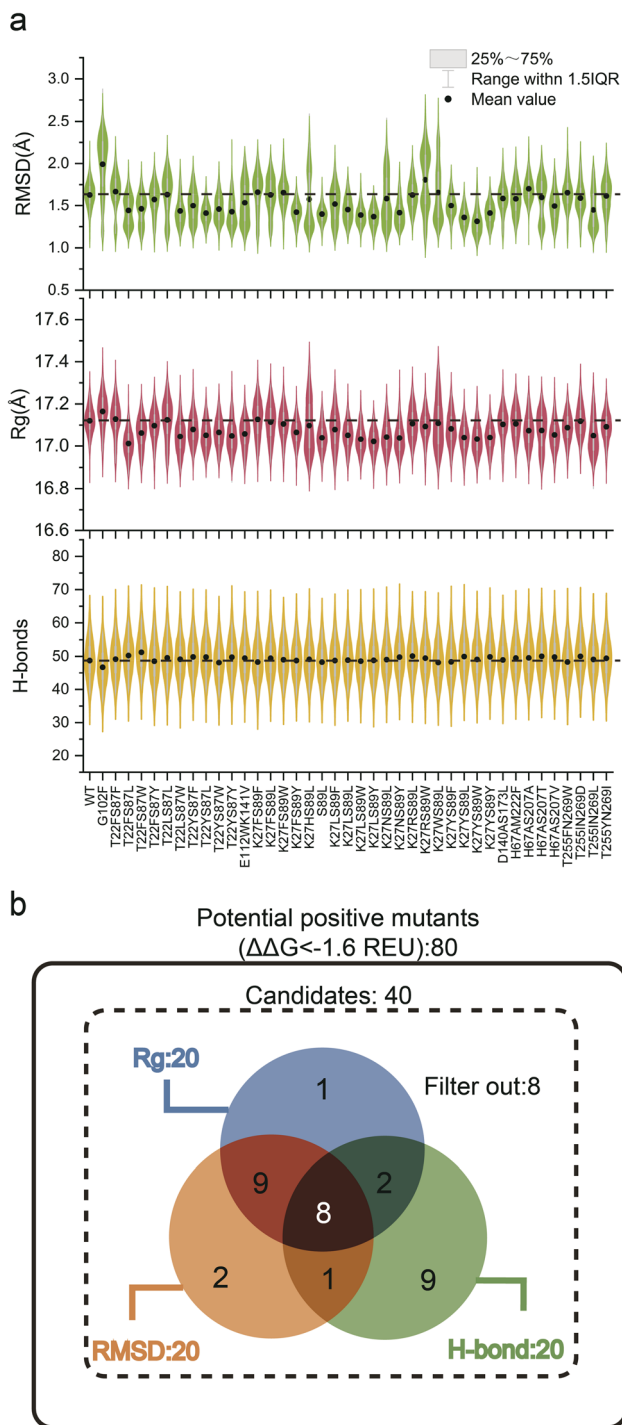 a
25%~75%
Range withn 1.5IQR
Mean value
RMSD(Å)
3.0
2.5
2.0
1.5
1.0
0.5
Rg(Å)
17.6
17.4
17.2
17.0
16.8
16.6
H-bonds
80
70
60
50
40
30
20
WT
G102F
T22FS87F
T22FS87L
T22FS87W
T22FS87Y
T22LS87L
T22LS87W
T22YS87F
T22YS87L
T22YS87W
T22YS87Y
E112WK141V
K27FS89F
K27FS89L
K27FS89W
K27FS89Y
K27HS89L
S89L
K27LS89F
K27LS89L
K27LS89W
K27LS89Y
K27NS89L
K27NS89Y
K27RS89L
K27RS89W
K27WS89L
K27YS89F
K27YS89L
K27YS89W
K27YS89Y
D140AS173L
H67AM222F
H67AS207A
H67AS207T
H67AS207V
T255FN269W
T255IN269D
T255IN269L
T255YN269I
b
Potential positive mutants
(ΔΔG<-1.6 REU):80
Candidates: 40
Rg:20
1
Filter out:8
9
2
8
2
1
9
RMSD:20
H-bond:20